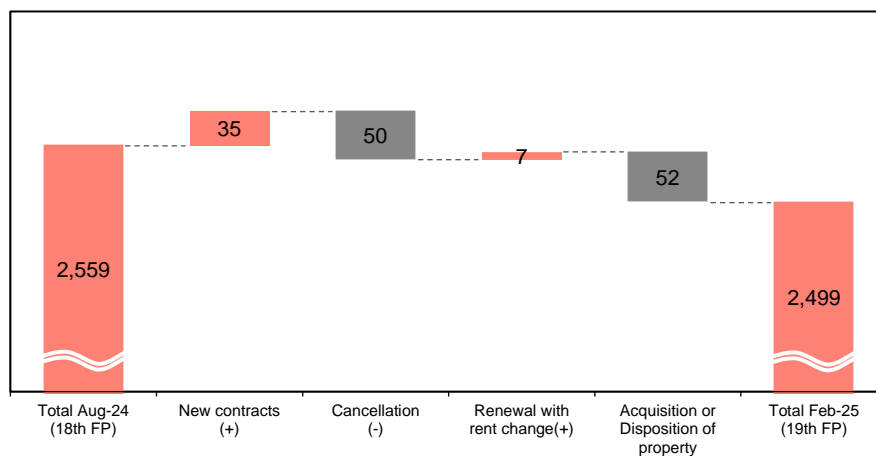 35
50
7
52
2,559
2,499
Total Aug-24
(18th FP)
New contracts
(+)
Cancellation
(-)
Renewal with
rent change(+)
Acquisition or
Disposition of
property
Total Feb-25
(19th FP)